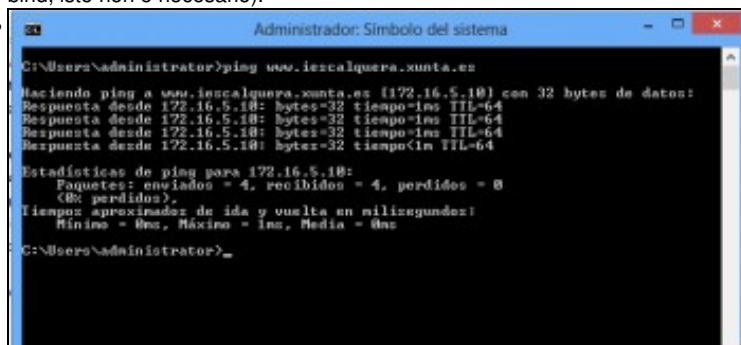 bind, isto non é necesario).
Administrador: Símbolo del sistema
C:\Users\administrator>ping www.iescalquera.xunta.es
Haciendo ping a www.iescalquera.xunta.es [172.16.5.10] con 32 bytes de datos:
Respuesta desde 172.16.5.10: bytes=32 tiempo=1ms TTL=64
Respuesta desde 172.16.5.10: bytes=32 tiempo=1ms TTL=64
Respuesta desde 172.16.5.10: bytes=32 tiempo=1ms TTL=64
Respuesta desde 172.16.5.10: bytes=32 tiempo<1m TTL=64
Estadísticas de ping para 172.16.5.10:
Paquetes: enviados = 4, recibidos = 4, perdidos = 0
(0% perdidos),
Tiempos aproximados de ida y vuelta en milisegundos:
Mínimo = 0ms, Máximo = 1ms, Media = 0ms
C:\Users\administrator>_